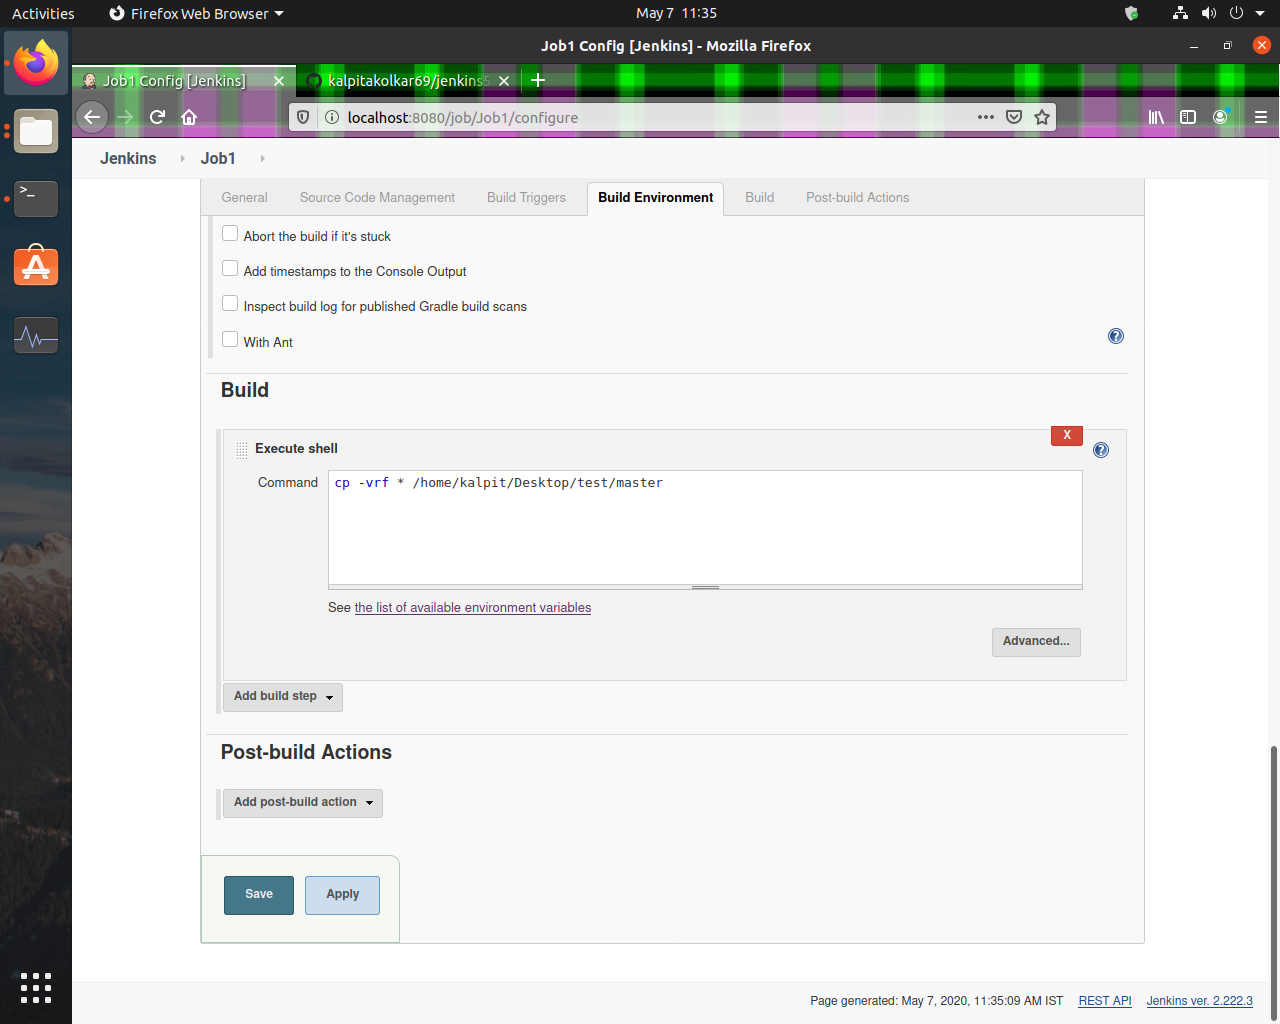 Activities
Firefox Web Browser
May 7 11:35
Job1 Config [Jenkins] - Mozilla Firefox
Job1 Config [Jenkins]
kalpitakolkar69/jenkins
localhost:8080/job/Job1/configure
Jenkins
Job1
General
Source Code Management
Build Triggers
Build Environment
Build
Post-build Actions
Abort the build if it's stuck
Add timestamps to the Console Output
Inspect build log for published Gradle build scans
With Ant
Build
X
Execute shell
Command
cp -vrf * /home/kalpit/Desktop/test/master
See the list of available environment variables
Advanced...
Add build step
Post-build Actions
Add post-build action
Save
Apply
Page generated: May 7, 2020, 11:35:09 AM IST
REST API
Jenkins ver. 2.222.3